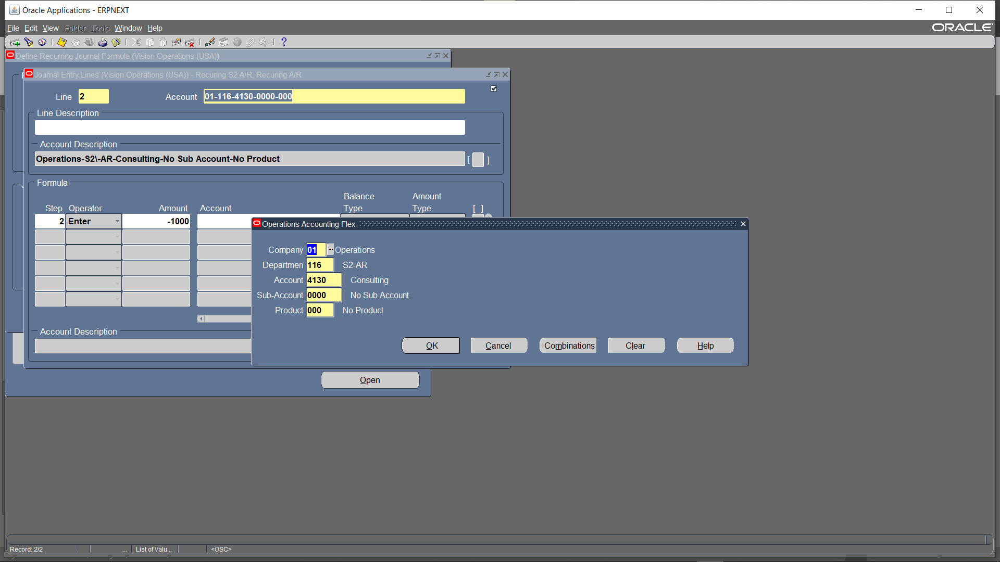 Oracle Applications - ERPNEXT
File Edit View Folder Tools Window Help
ORACLE
Define Recurring Journal Formula (Vision Operations (USA))
Journal Entry Lines (Vision Operations (USA)) - Recuring S2 A/R, Recuring A/R
Line 2 Account 01-116-4130-0000-000
Line Description
Account Description
Operations-S2\-AR-Consulting-No Sub Account-No Product [ ]
Formula
Balance Amount
Step Operator Amount Account Type Type [ ]
2 Enter -1000
Operations Accounting Flex
Company 01 ... Operations
Departmen 116 S2-AR
Account 4130 Consulting
Sub-Account 0000 No Sub Account
Product 000 No Product
Account Description
OK Cancel Combinations Clear Help
Open
Record: 2/2 ... List of Valu... <OSC>